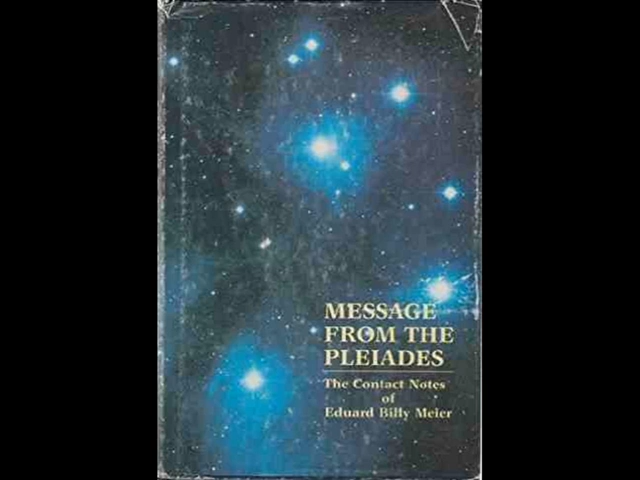 MESSAGE
FROM THE
PLEIADES
The Contact Notes
of
Eduard Billy Meier